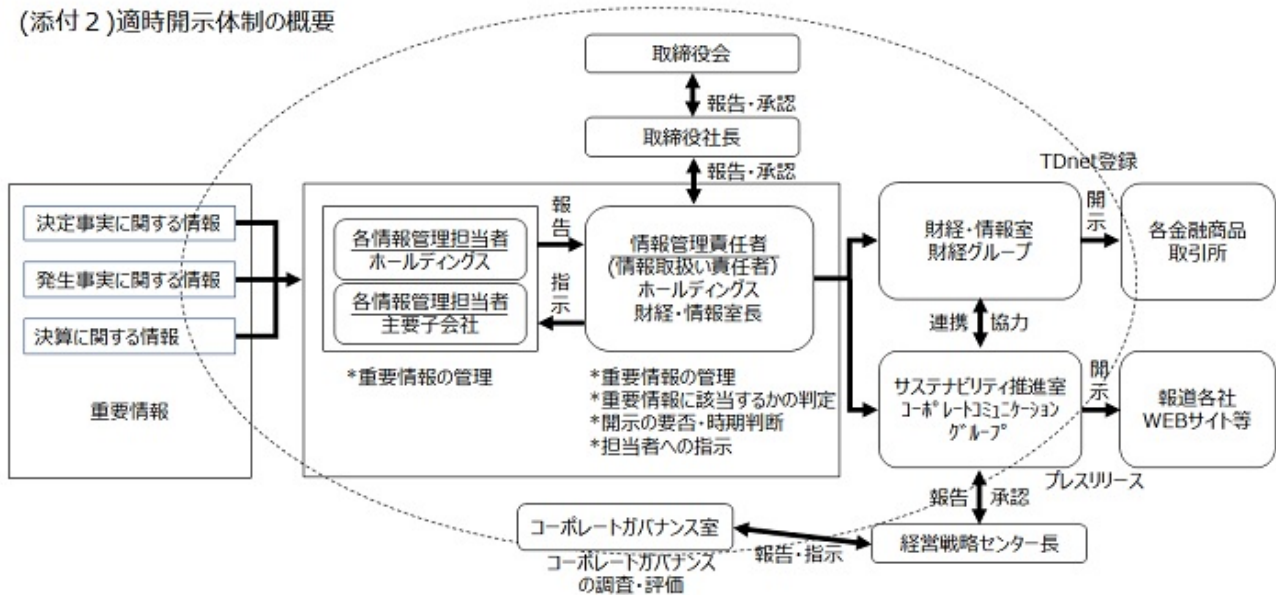 (添付２)適時開示体制の概要
取締役会
報告・承認
取締役社長
報告・承認
TDnet登録
決定事実に関する情報
発生事実に関する情報
決算に関する情報
重要情報
各情報管理担当者
ホールディングス
各情報管理担当者
主要子会社
*重要情報の管理
報告
指示
情報管理責任者
(情報取扱い責任者)
ホールディングス
財経・情報室長
*重要情報の管理
*重要情報に該当するかの判定
*開示の要否・時期判断
*担当者への指示
財経・情報室
財経グループ
開示
各金融商品
取引所
連携 協力
サステナビリティ推進室
コーポレートコミュニケーション
グループ
開示
報道各社
WEBサイト等
プレスリリース
報告 承認
コーポレートガバナンス室
報告・指示
経営戦略センター長
コーポレートガバナンス
の調査・評価